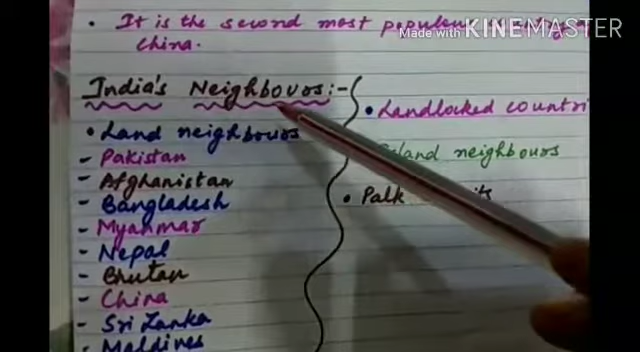 • It is the second most populous
China.
Made with KINEMASTER
India's Neighbours:-
• Land neighbours
- Pakistan
- Afghanistan
- Bangladesh
- Myanmar
- Nepal
- Bhutan
- China
- Sri Lanka
- Maldives
• Landlocked countri
neighbours
• Palk